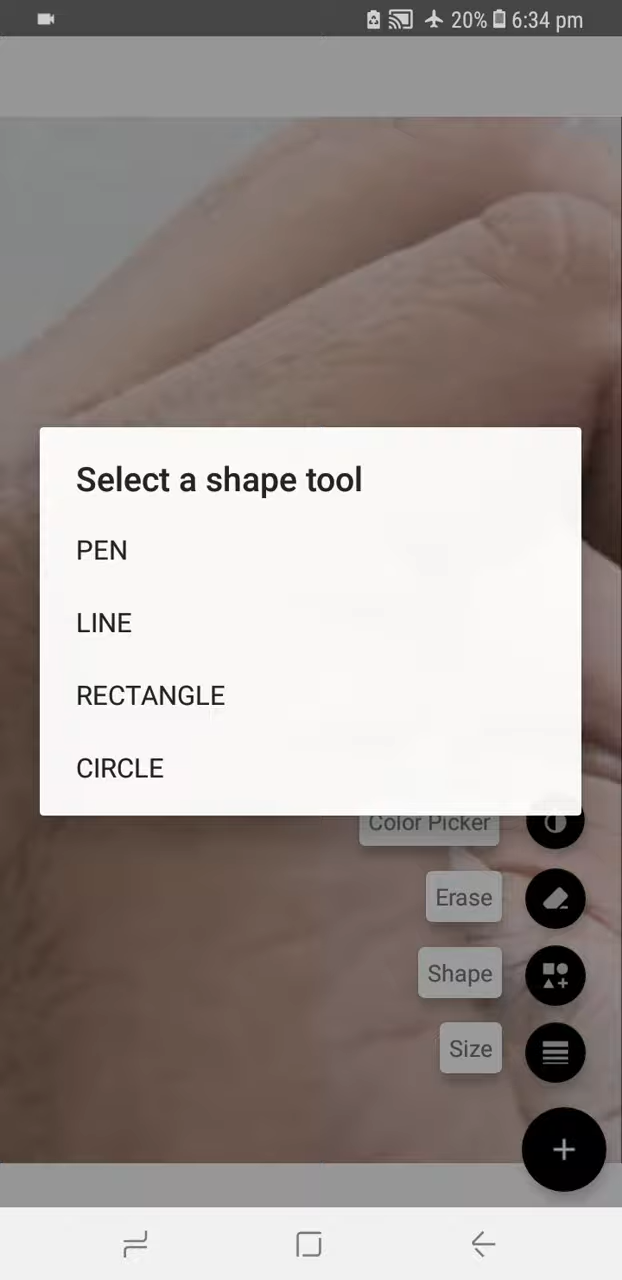 20% 6:34 pm
Select a shape tool
PEN
LINE
RECTANGLE
CIRCLE
Color Picker
Erase
Shape
Size